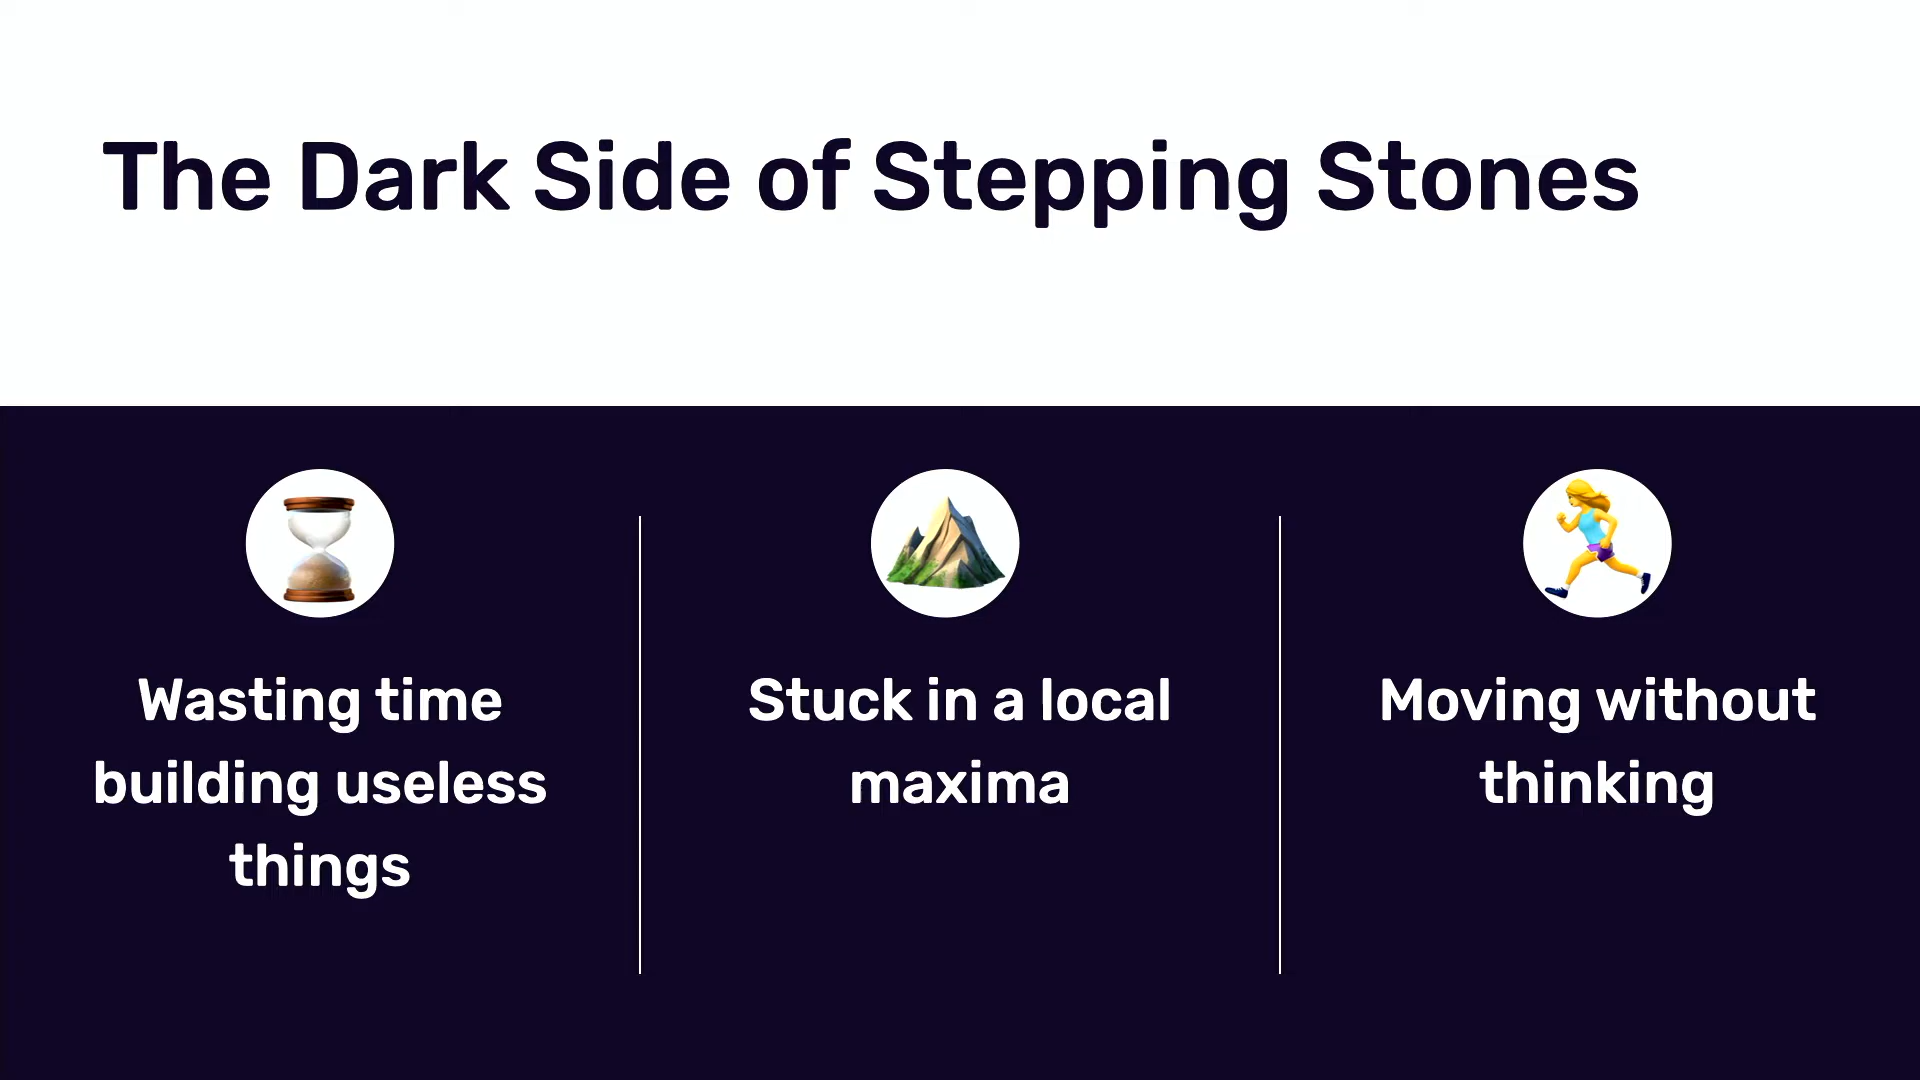 The Dark Side of Stepping Stones
Wasting time
building useless
things
Stuck in a local
maxima
Moving without
thinking